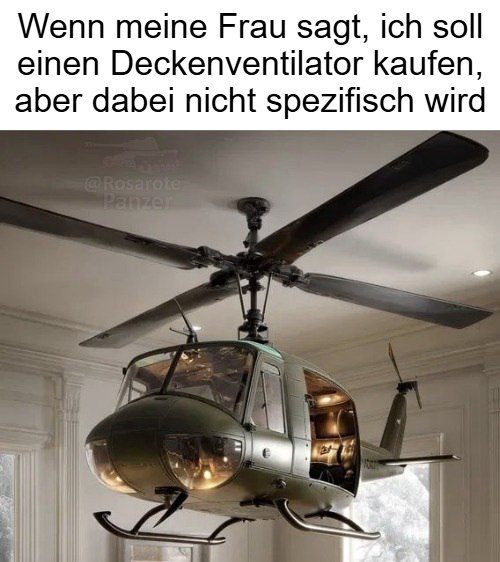 Wenn meine Frau sagt, ich soll
einen Deckenventilator kaufen,
aber dabei nicht spezifisch wird
@Rosarote
Panzer